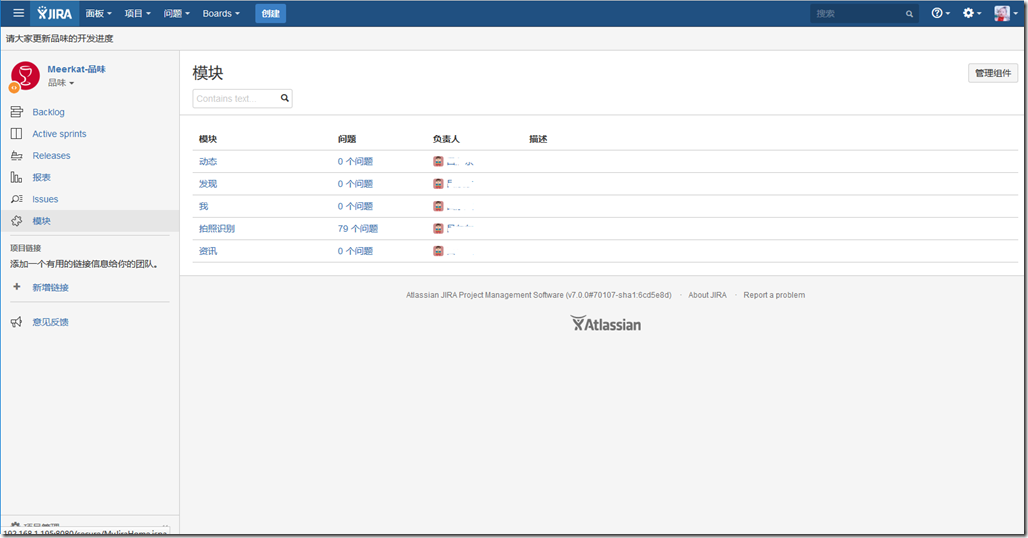 JIRA 面板 项目 问题 Boards 创建 搜索
请大家更新品味的开发进度
Meerkat-品味
品味
Backlog
Active sprints
Releases
报表
Issues
模块
项目链接
添加一个有用的链接信息给你的团队。
新增链接
意见反馈
模块 管理组件
Contains text...
模块 问题 负责人 描述
动态 0 个问题
发现 0 个问题
我 0 个问题
拍照识别 79 个问题
资讯 0 个问题
Atlassian JIRA Project Management Software (v7.0.0#70107-sha1:6cd5e8d) · About JIRA · Report a problem
Atlassian
192.168.1.195:8080/secure/MyJiraHome.jspa